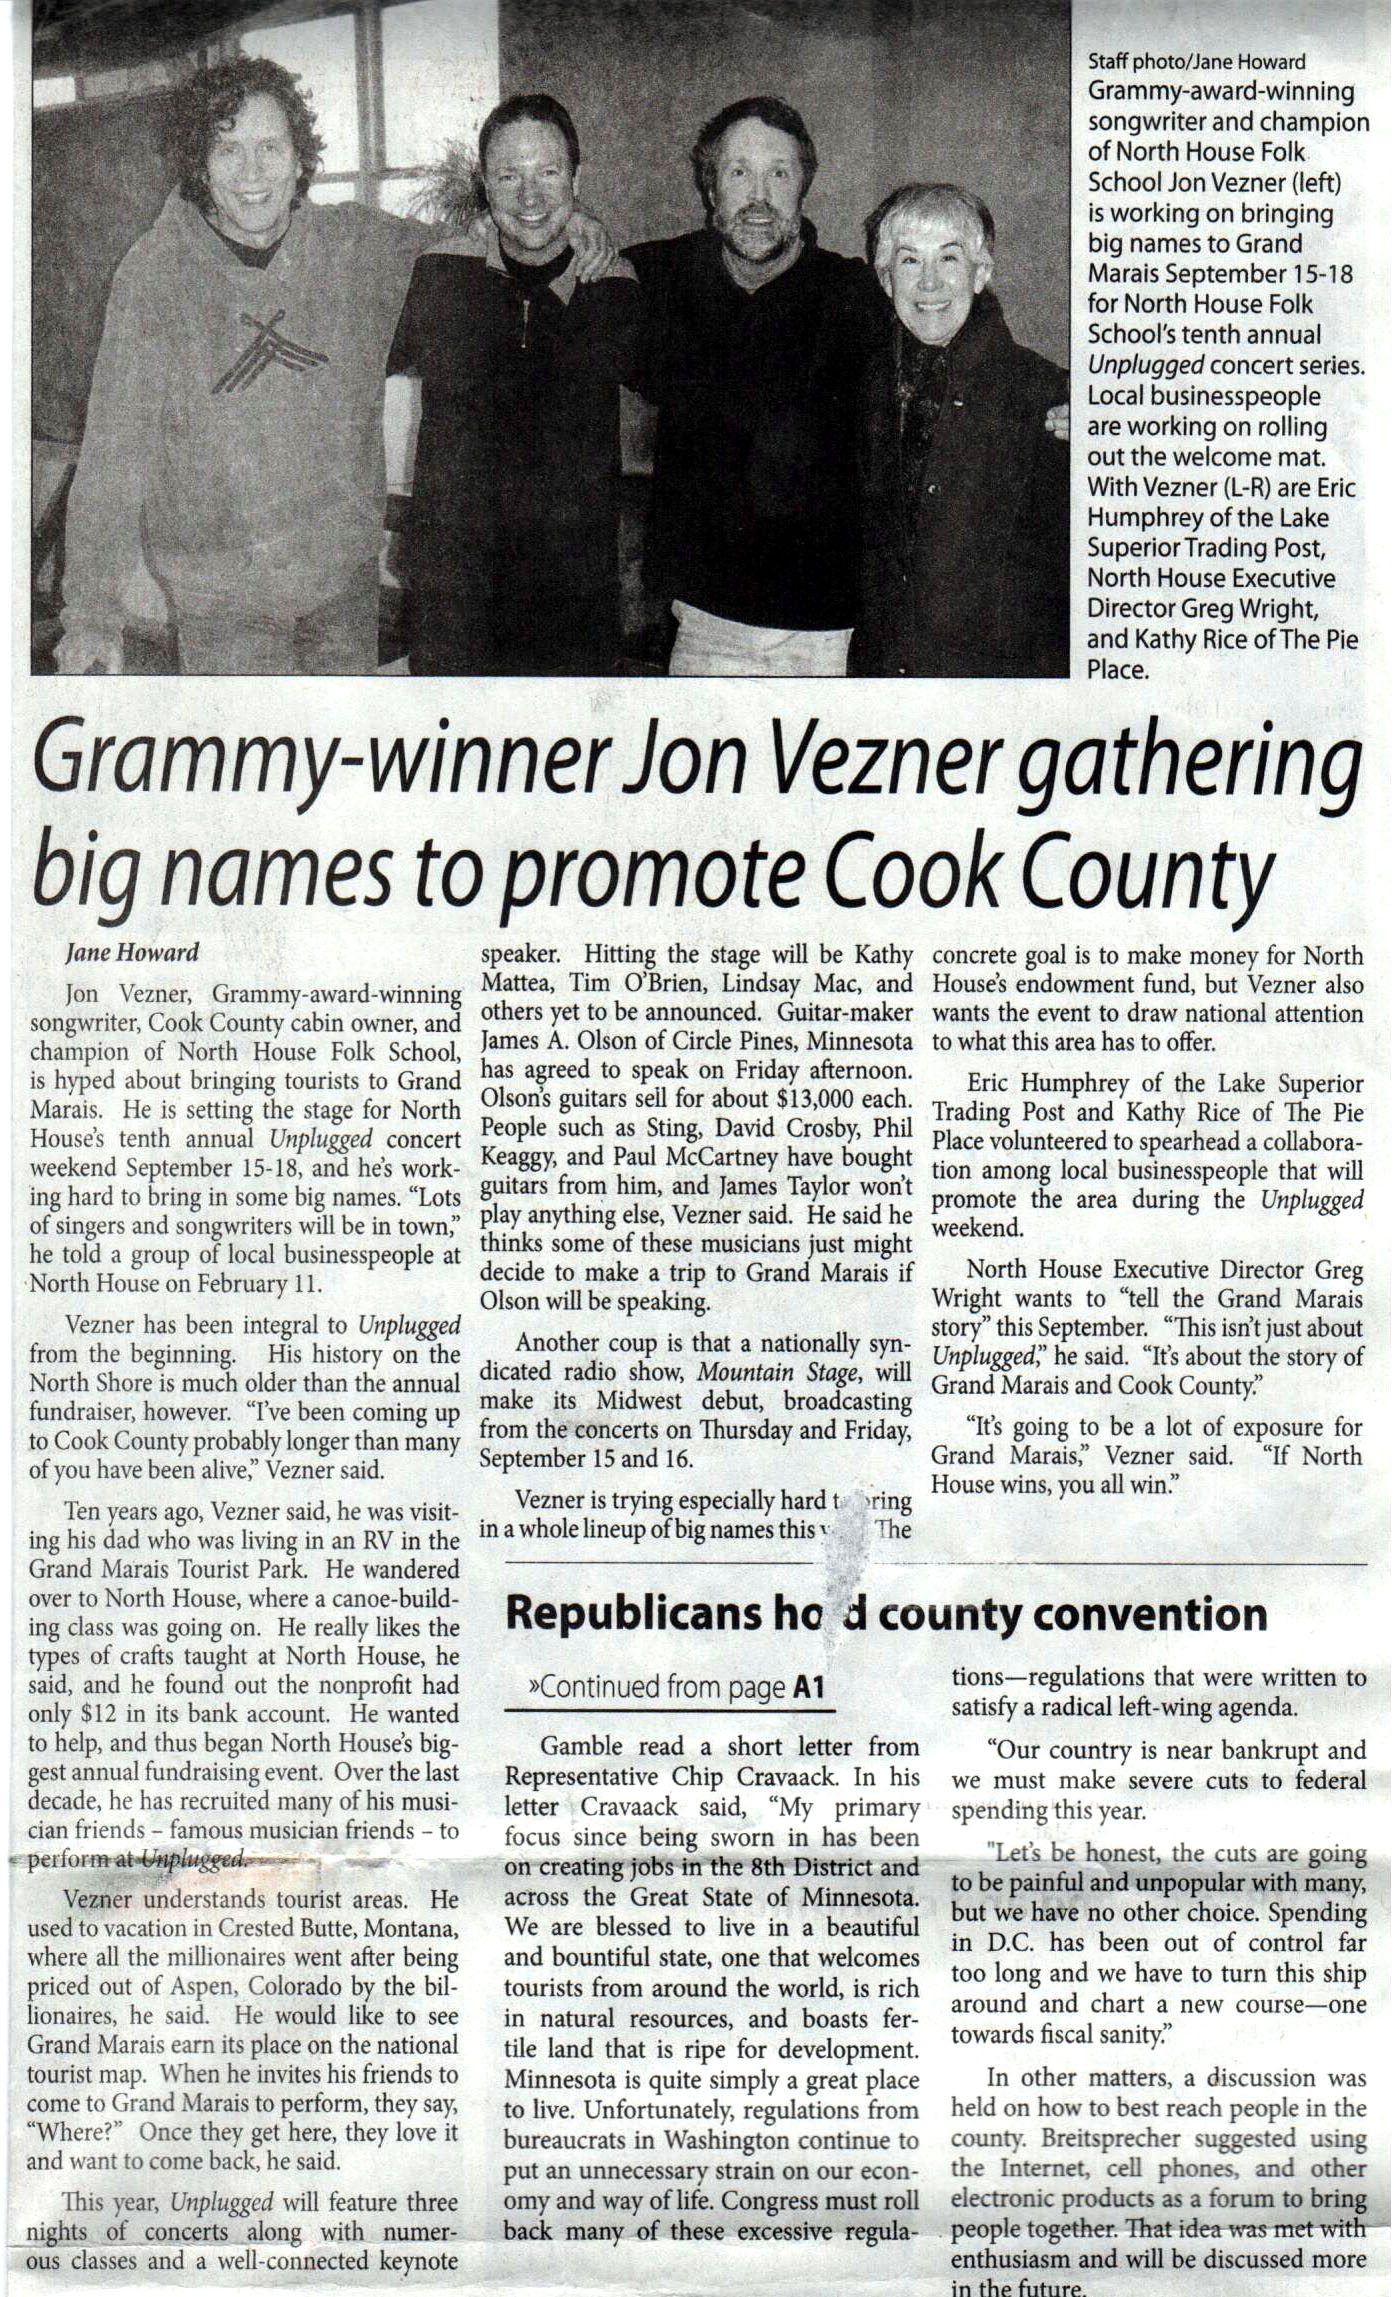 Staff photo/Jane Howard
Grammy-award-winning
songwriter and champion
of North House Folk
School Jon Vezner (left)
is working on bringing
big names to Grand
Marais September 15-18
for North House Folk
School's tenth annual
Unplugged concert series.
Local businesspeople
are working on rolling
out the welcome mat.
With Vezner (L-R) are Eric
Humphrey of the Lake
Superior Trading Post,
North House Executive
Director Greg Wright,
and Kathy Rice of The Pie
Place.
Grammy-winner Jon Vezner gathering
big names to promote Cook County
Jane Howard
Jon Vezner, Grammy-award-winning
songwriter, Cook County cabin owner, and
champion of North House Folk School,
is hyped about bringing tourists to Grand
Marais. He is setting the stage for North
House's tenth annual Unplugged concert
weekend September 15-18, and he's work-
ing hard to bring in some big names. “Lots
of singers and songwriters will be in town,”
he told a group of local businesspeople at
North House on February 11.
Vezner has been integral to Unplugged
from the beginning. His history on the
North Shore is much older than the annual
fundraiser, however. “I've been coming up
to Cook County probably longer than many
of you have been alive,” Vezner said.
Ten years ago, Vezner said, he was visit-
ing his dad who was living in an RV in the
Grand Marais Tourist Park. He wandered
over to North House, where a canoe-build-
ing class was going on. He really likes the
types of crafts taught at North House, he
said, and he found out the nonprofit had
only $12 in its bank account. He wanted
to help, and thus began North House's big-
gest annual fundraising event. Over the last
decade, he has recruited many of his musi-
cian friends – famous musician friends – to
perform at Unplugged.
Vezner understands tourist areas. He
used to vacation in Crested Butte, Montana,
where all the millionaires went after being
priced out of Aspen, Colorado by the bil-
lionaires, he said. He would like to see
Grand Marais earn its place on the national
tourist map. When he invites his friends to
come to Grand Marais to perform, they say,
“Where?” Once they get here, they love it
and want to come back, he said.
This year, Unplugged will feature three
nights of concerts along with numer-
ous classes and a well-connected keynote
speaker. Hitting the stage will be Kathy
Mattea, Tim O'Brien, Lindsay Mac, and
others yet to be announced. Guitar-maker
James A. Olson of Circle Pines, Minnesota
has agreed to speak on Friday afternoon.
Olson's guitars sell for about $13,000 each.
People such as Sting, David Crosby, Phil
Keaggy, and Paul McCartney have bought
guitars from him, and James Taylor won't
play anything else, Vezner said. He said he
thinks some of these musicians just might
decide to make a trip to Grand Marais if
Olson will be speaking.
Another coup is that a nationally syn-
dicated radio show, Mountain Stage, will
make its Midwest debut, broadcasting
from the concerts on Thursday and Friday,
September 15 and 16.
Vezner is trying especially hard
in a whole lineup of big names this The
concrete goal is to make money for North
House's endowment fund, but Vezner also
wants the event to draw national attention
to what this area has to offer.
Eric Humphrey of the Lake Superior
Trading Post and Kathy Rice of The Pie
Place volunteered to spearhead a collabora-
tion among local businesspeople that will
promote the area during the Unplugged
weekend.
North House Executive Director Greg
Wright wants to “tell the Grand Marais
story” this September. “This isn't just about
Unplugged,” he said. “It's about the story of
Grand Marais and Cook County.”
“It's going to be a lot of exposure for
Grand Marais,” Vezner said. “If North
House wins, you all win.”
Republicans hold county convention
»Continued from page A1
Gamble read a short letter from
Representative Chip Cravaack. In his
letter Cravaack said, “My primary
focus since being sworn in has been
on creating jobs in the 8th District and
across the Great State of Minnesota.
We are blessed to live in a beautiful
and bountiful state, one that welcomes
tourists from around the world, is rich
in natural resources, and boasts fer-
tile land that is ripe for development.
Minnesota is quite simply a great place
to live. Unfortunately, regulations from
bureaucrats in Washington continue to
put an unnecessary strain on our econ-
omy and way of life. Congress must roll
back many of these excessive regula-
tions—regulations that were written to
satisfy a radical left-wing agenda.
“Our country is near bankrupt and
we must make severe cuts to federal
spending this year.
"Let's be honest, the cuts are going
to be painful and unpopular with many,
but we have no other choice. Spending
in D.C. has been out of control far
too long and we have to turn this ship
around and chart a new course—one
towards fiscal sanity.”
In other matters, a discussion was
held on how to best reach people in the
county. Breitsprecher suggested using
the Internet, cell phones, and other
electronic products as a forum to bring
people together. That idea was met with
enthusiasm and will be discussed more
in the future.